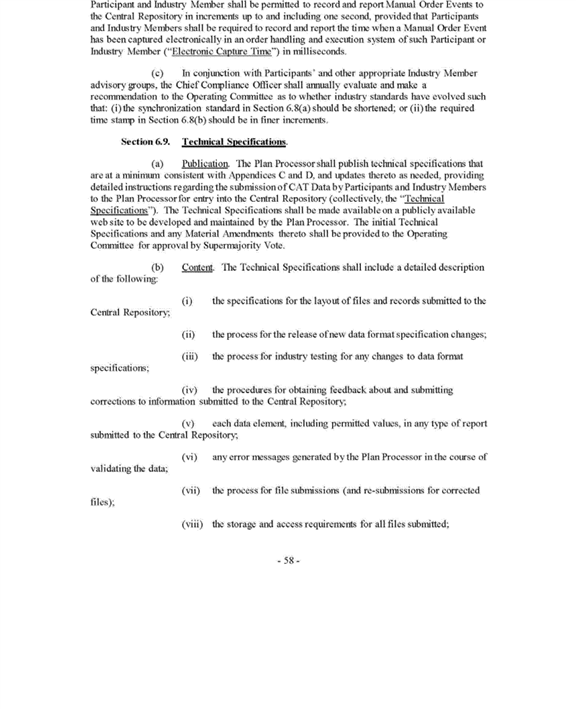 Participant and Industry Member shall be permitted to record and report Manual Order Events to
the Central Repository in increments up to and including one second, provided that Participants
and Industry Members shall be required to record and report the time when a Manual Order Event
has been captured electronically in an order handling and execution system of such Participant or
Industry Member (“Electronic Capture Time”) in milliseconds.
(c) In conjunction with Participants’ and other appropriate Industry Member
advisory groups, the Chief Compliance Officer shall annually evaluate and make a
recommendation to the Operating Committee as to whether industry standards have evolved such
that: (i) the synchronization standard in Section 6.8(a) should be shortened; or (ii) the required
time stamp in Section 6.8(b) should be in finer increments.
Section 6.9. Technical Specifications.
(a) Publication. The Plan Processor shall publish technical specifications that
are at a minimum consistent with Appendices C and D, and updates thereto as needed, providing
detailed instructions regarding the submission of CAT Data by Participants and Industry Members
to the Plan Processor for entry into the Central Repository (collectively, the “Technical
Specifications”). The Technical Specifications shall be made available on a publicly available
web site to be developed and maintained by the Plan Processor. The initial Technical
Specifications and any Material Amendments thereto shall be provided to the Operating
Committee for approval by Supermajority Vote.
(b) Content. The Technical Specifications shall include a detailed description
of the following:
(i) the specifications for the layout of files and records submitted to the
Central Repository;
(ii) the process for the release of new data format specification changes;
(iii) the process for industry testing for any changes to data format
specifications;
(iv) the procedures for obtaining feedback about and submitting
corrections to information submitted to the Central Repository;
(v) each data element, including permitted values, in any type of report
submitted to the Central Repository;
(vi) any error messages generated by the Plan Processor in the course of
validating the data;
(vii) the process for file submissions (and re-submissions for corrected
files);
(viii) the storage and access requirements for all files submitted;
- 58 -